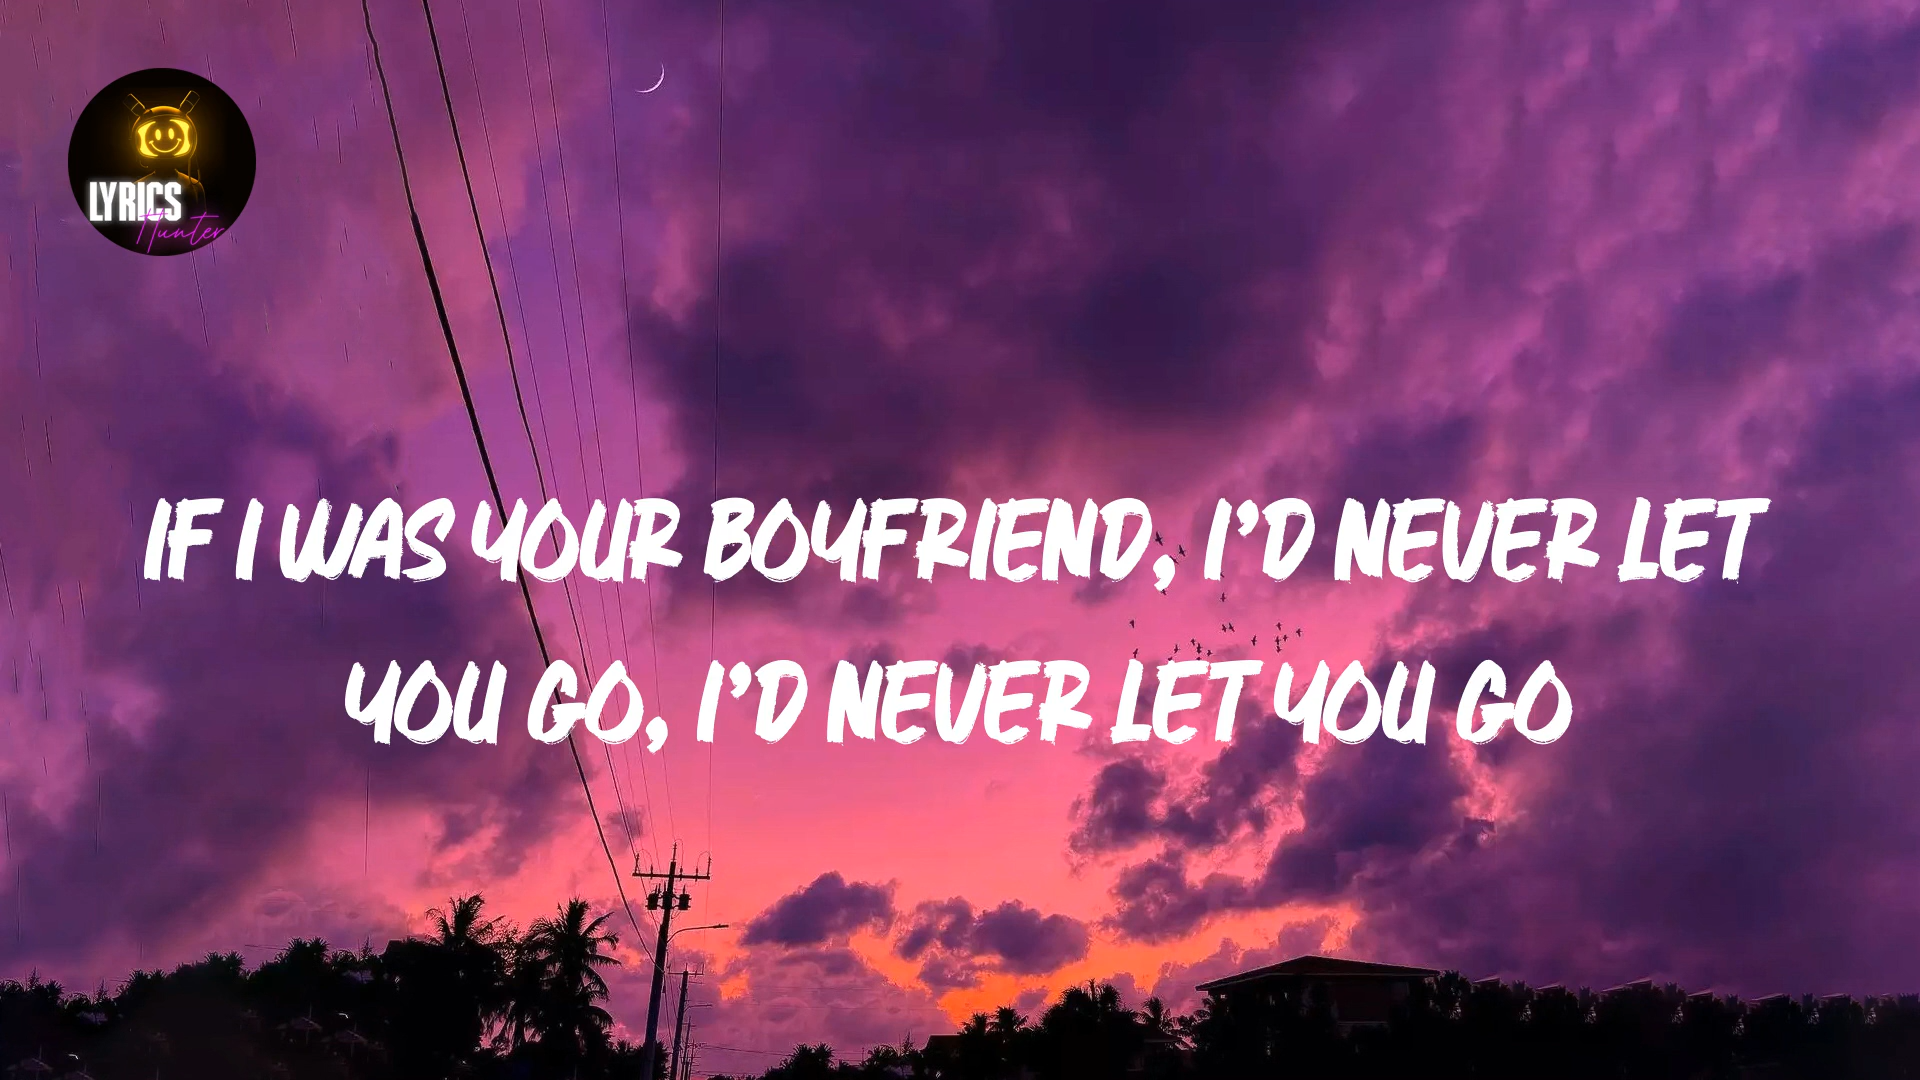 LYRICS
Hunter
IF I WAS YOUR BOYFRIEND, I'D NEVER LET
YOU GO, I'D NEVER LET YOU GO